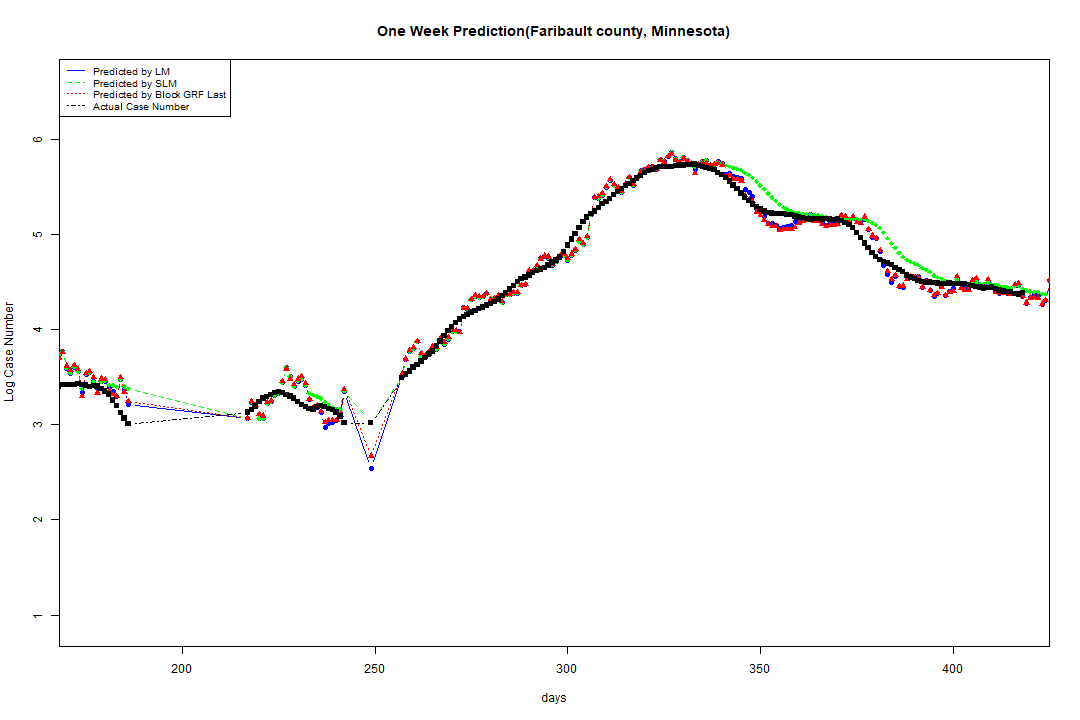 One Week Prediction(Faribault county, Minnesota)
Predicted by LM
Predicted by SLM
Predicted by Block GRF Last
Actual Case Number
6
5
4
3
2
1
Log Case Number
200 250 300 350 400
days